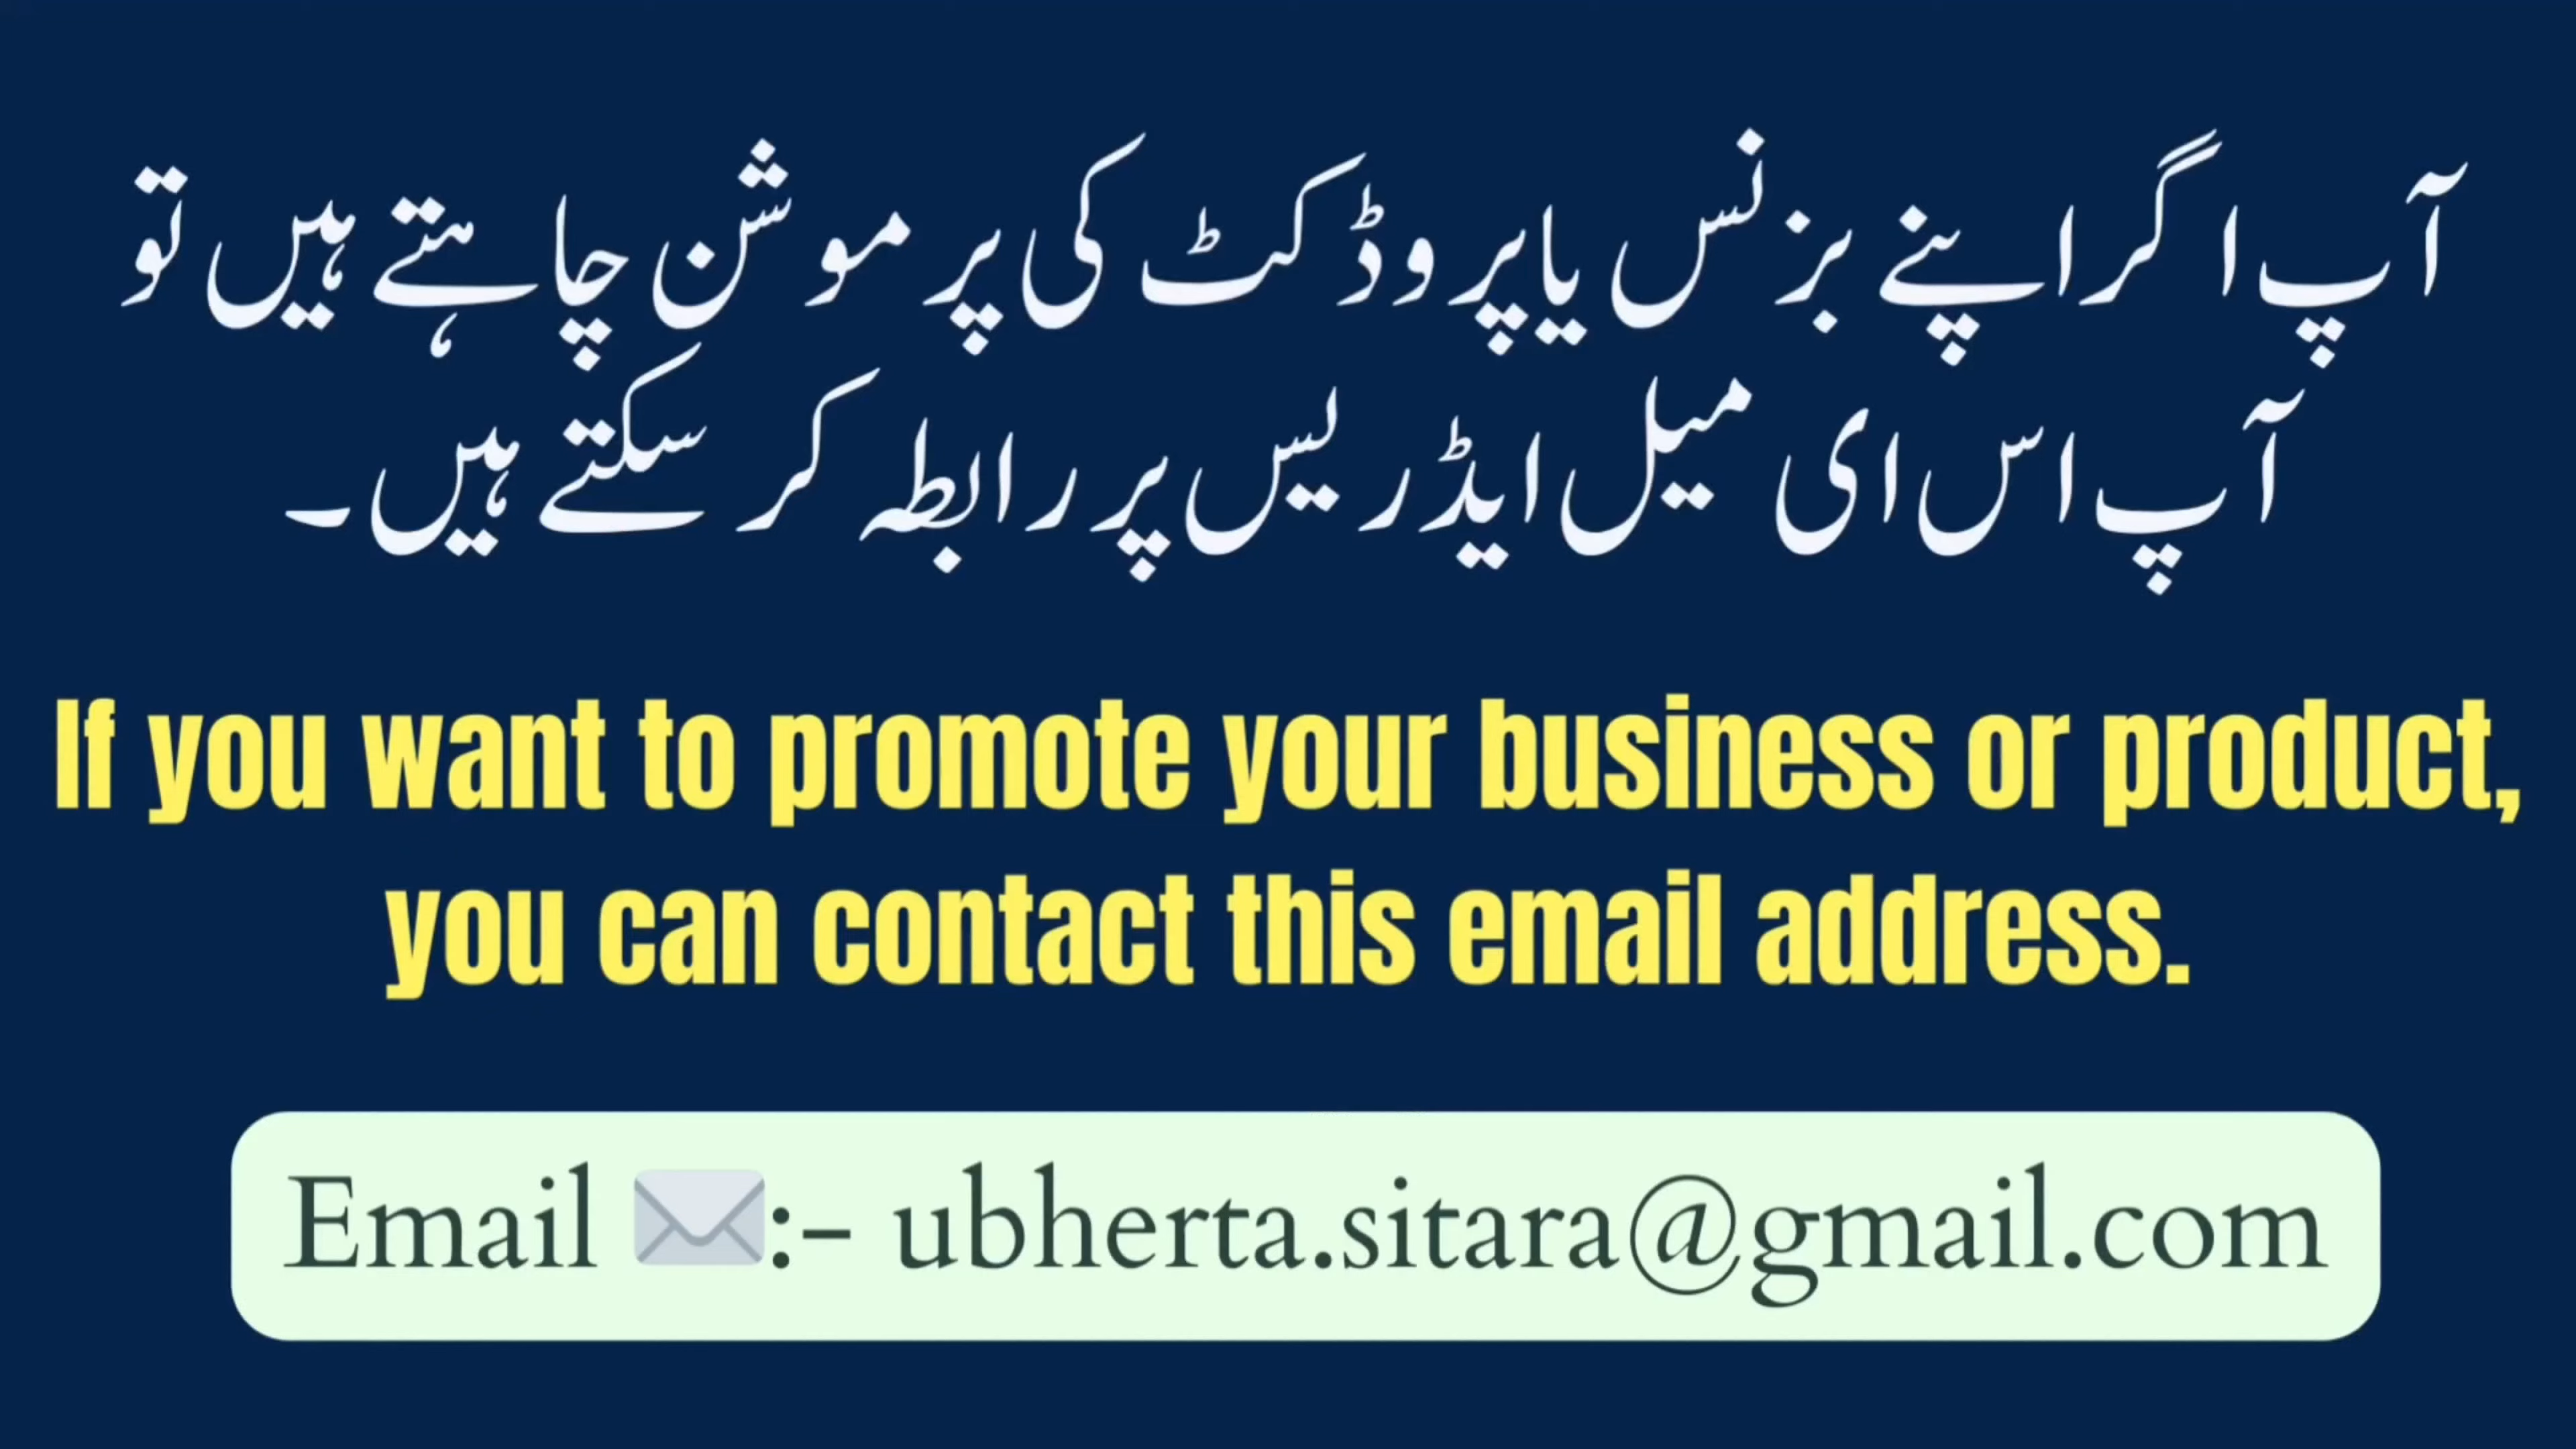 آپ اگر اپنے بزنس یا پروڈکٹ کی پرموشن چاہتے ہیں تو
آپ اس ای میل ایڈریس پر رابطہ کر سکتے ہیں۔
If you want to promote your business or product,
you can contact this email address.
Email ✉️:- ubherta.sitara@gmail.com